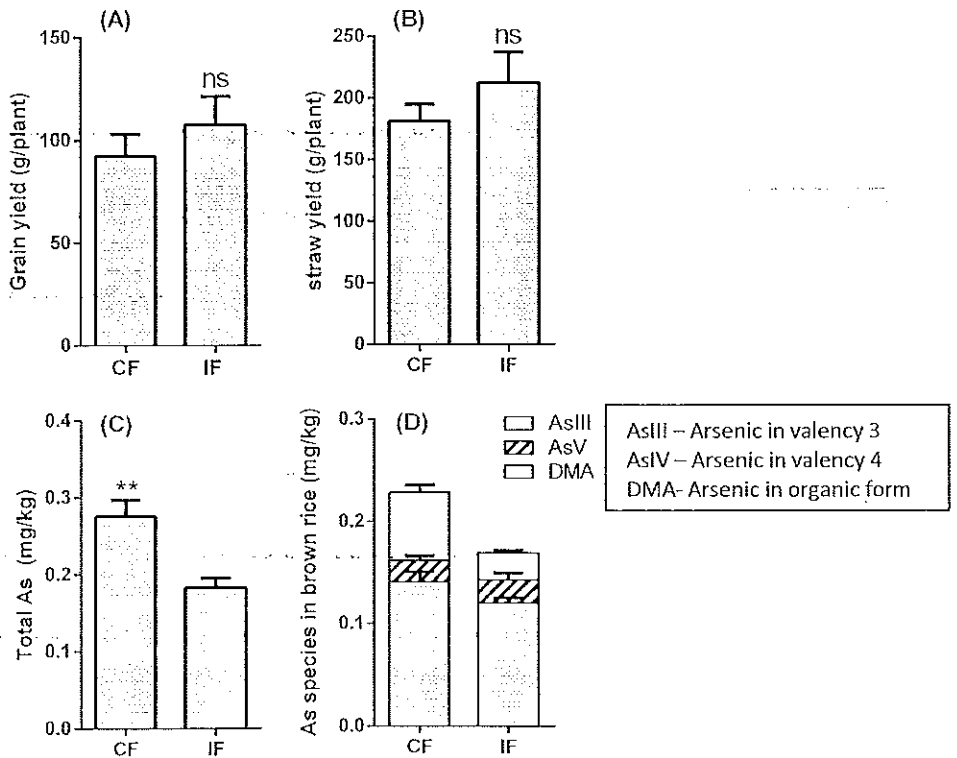 (A)
Grain yield (g/plant)
150
100
50
0
ns
CF IF
(B)
straw yield (g/plant)
250
200
150
100
50
0
ns
CF IF
(C)
Total As (mg/kg)
0.4
0.3
0.2
0.1
0.0
**
CF IF
(D)
As species in brown rice (mg/kg)
0.3
0.2
0.1
0.0
CF IF
AsIII
AsV
DMA
AsIII – Arsenic in valency 3
AsIV – Arsenic in valency 4
DMA- Arsenic in organic form